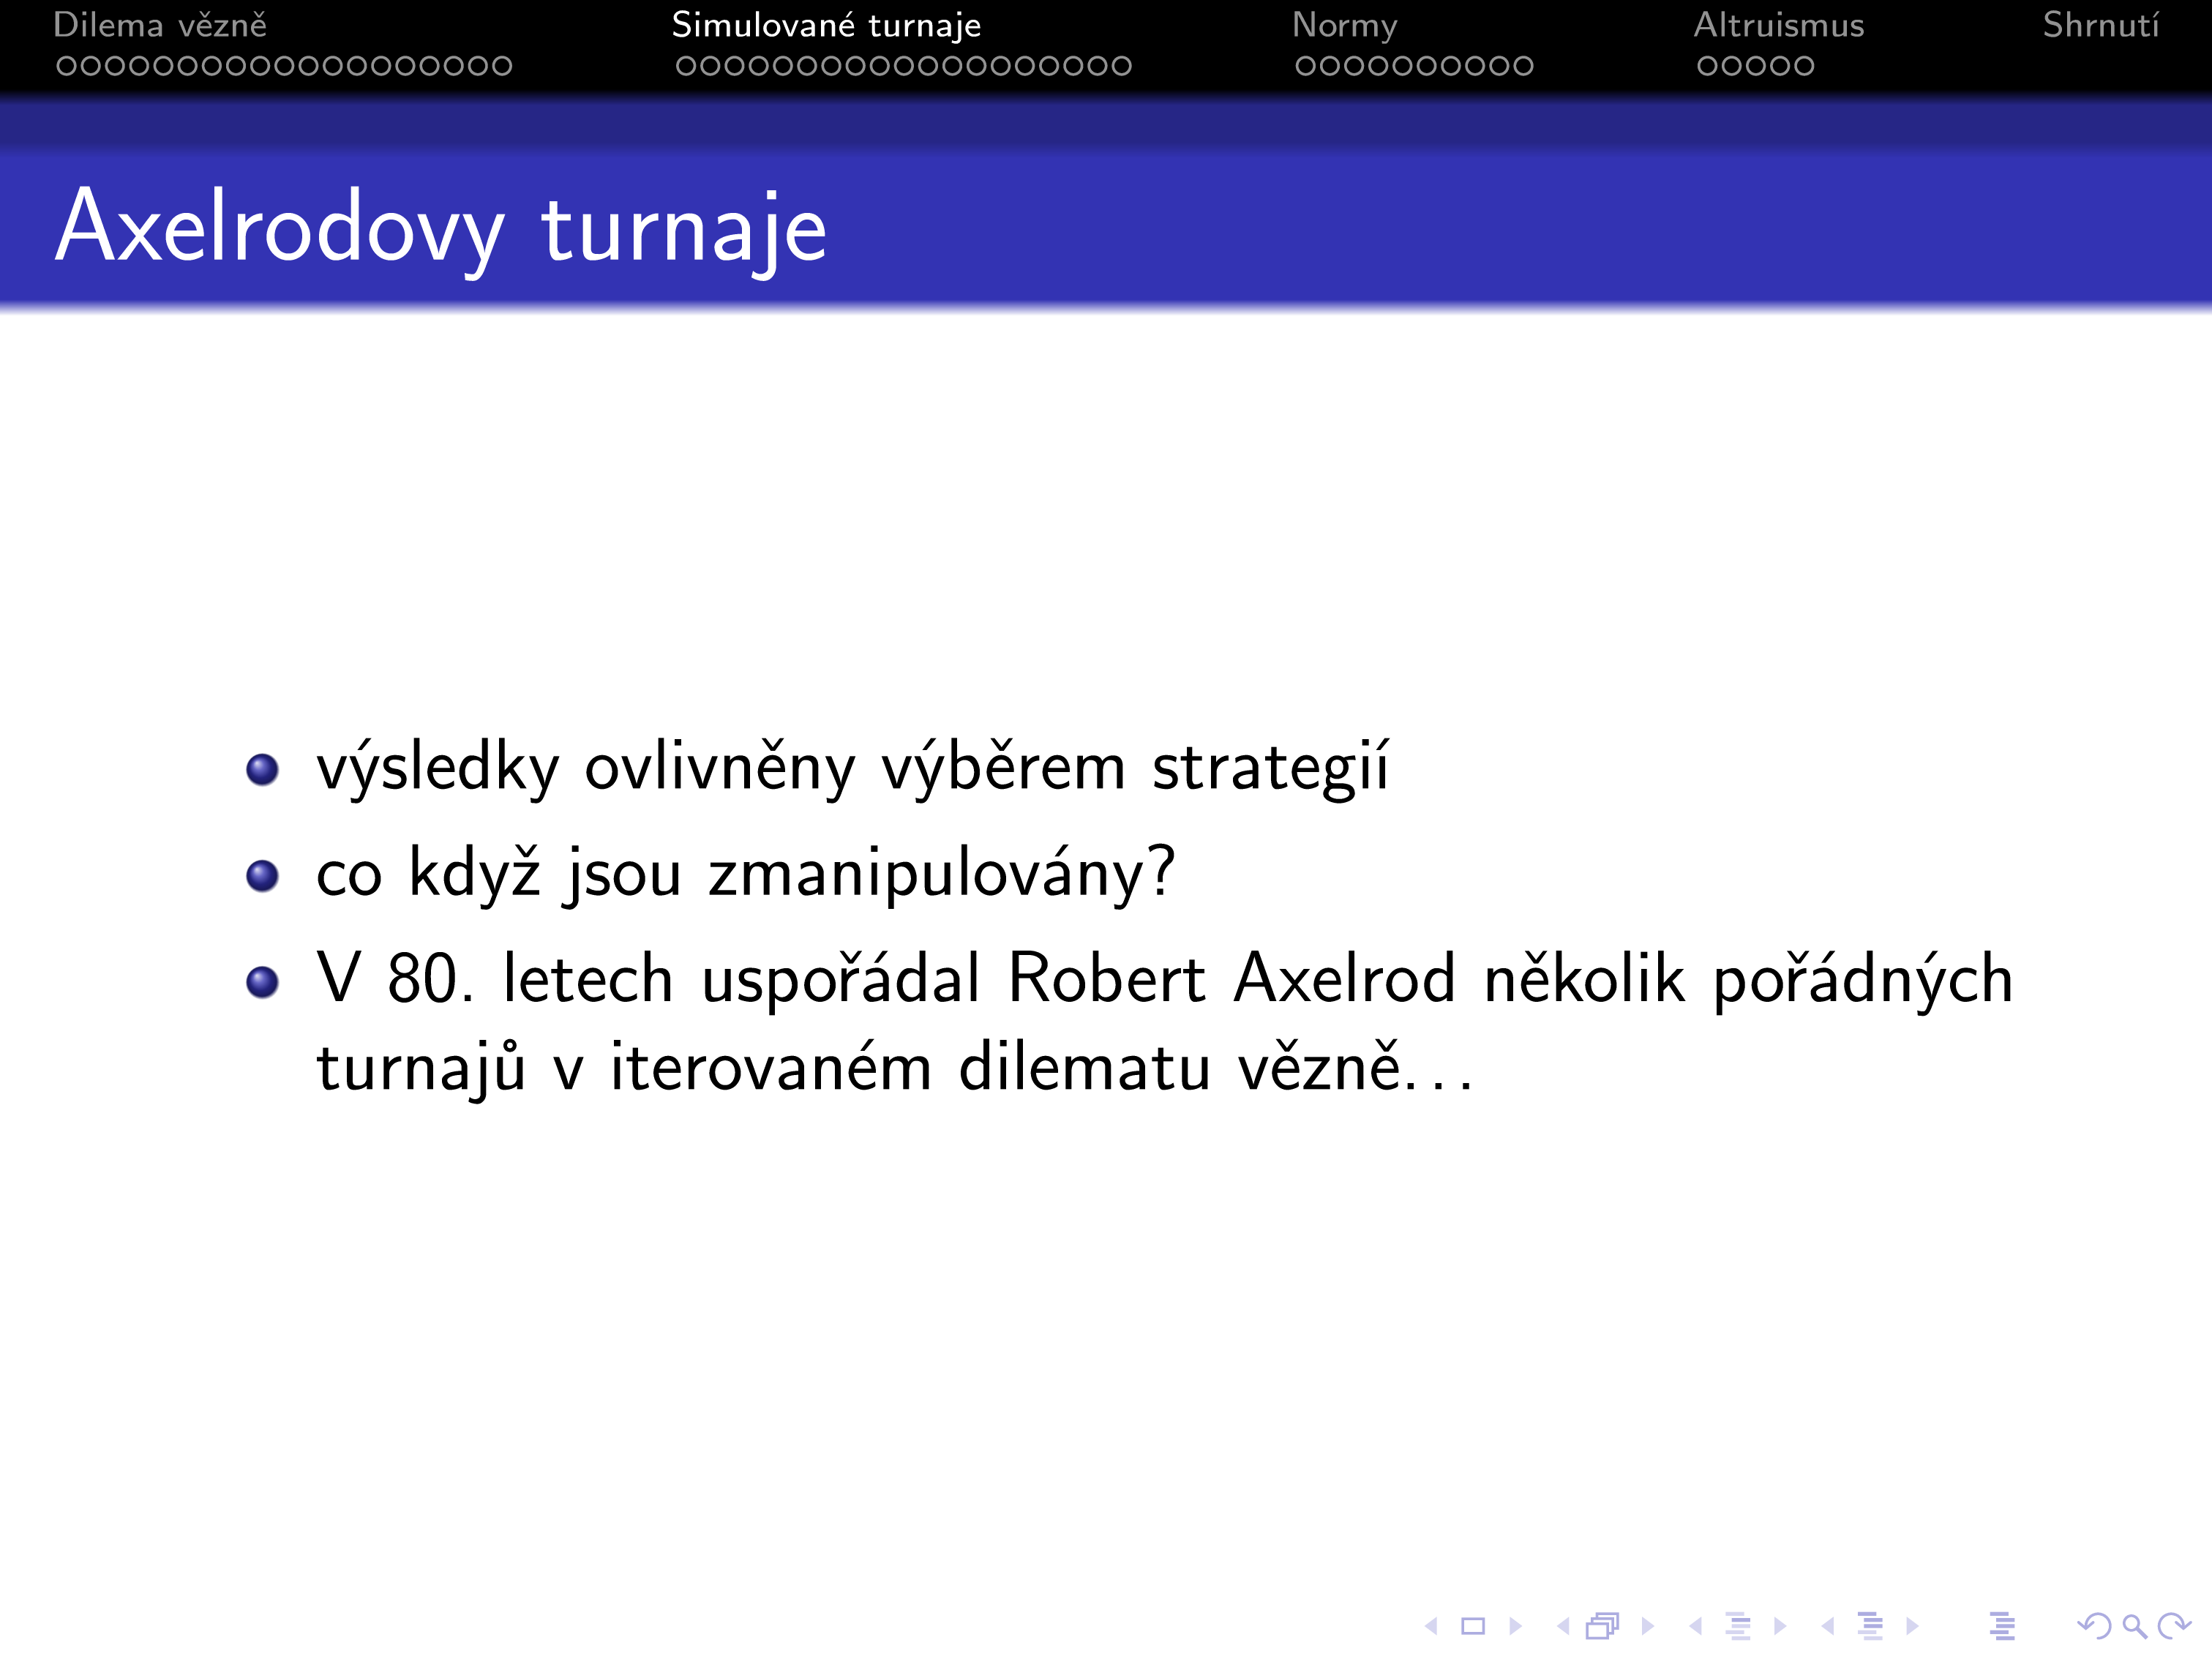 Dilema vězně
Simulované turnaje
Normy
Altruismus
Shrnutí
Axelrodovy turnaje
výsledky ovlivněny výběrem strategií
co když jsou zmanipulovány?
V 80. letech uspořádal Robert Axelrod několik pořádných
turnajů v iterovaném dilematu vězně...